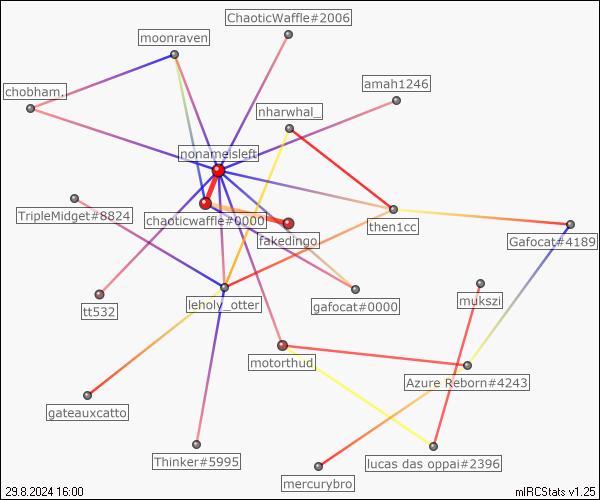 ChaoticWaffle#2006
moonraven
amah1246
chobham.
nharwhal_
nonameisleft
TripleMidget#8824
chaoticwaffle#0000
then1cc
fakedingo
Gafocat#4189
leholy_otter
gafocat#0000
mukszi
tt532
motorthud
Azure Reborn#4243
gateauxcatto
Thinker#5995
lucas das oppai#2396
mercurybro
29.8.2024 16:00
mIRCStats v1.25